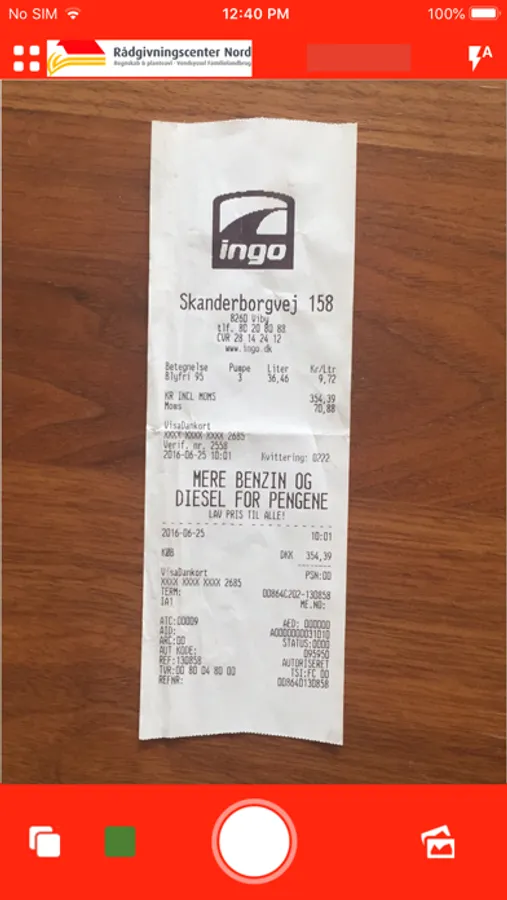 No SIM 12:40 PM 100%
Rådgivningscenter Nord
Regnskab & planteavl · Vendsyssel Familielandbrug
A
ingo
Skanderborgvej 158
8260 Viby
tlf. 80 20 80 88
CVR 28 14 24 12
www.ingo.dk
Betegnelse Pumpe Liter Kr/Ltr
Blyfri 95 3 36,46 9,72
KR INCL MOMS 354,39
Moms 70,88
VisaDankort
XXXX XXXX XXXX 2685
Verif. nr. 2558
2016-06-25 10:01 Kvittering: 0222
MERE BENZIN OG
DIESEL FOR PENGENE
LAV PRIS TIL ALLE!
2016-06-25 10:01
KØB DKK 354,39
VisaDankort PSN:00
XXXX XXXX XXXX 2685
TERM: 00864C202-130858
IA1 ME.NO:
ATC:00009 AED: 000000
AID: A0000000031010
ARC:00 STATUS:0000
AUT KODE: 095950
REF:130858 AUTORISERET
TVR:00 80 04 80 00 TSI:FC 00
REFNR: 008640130858